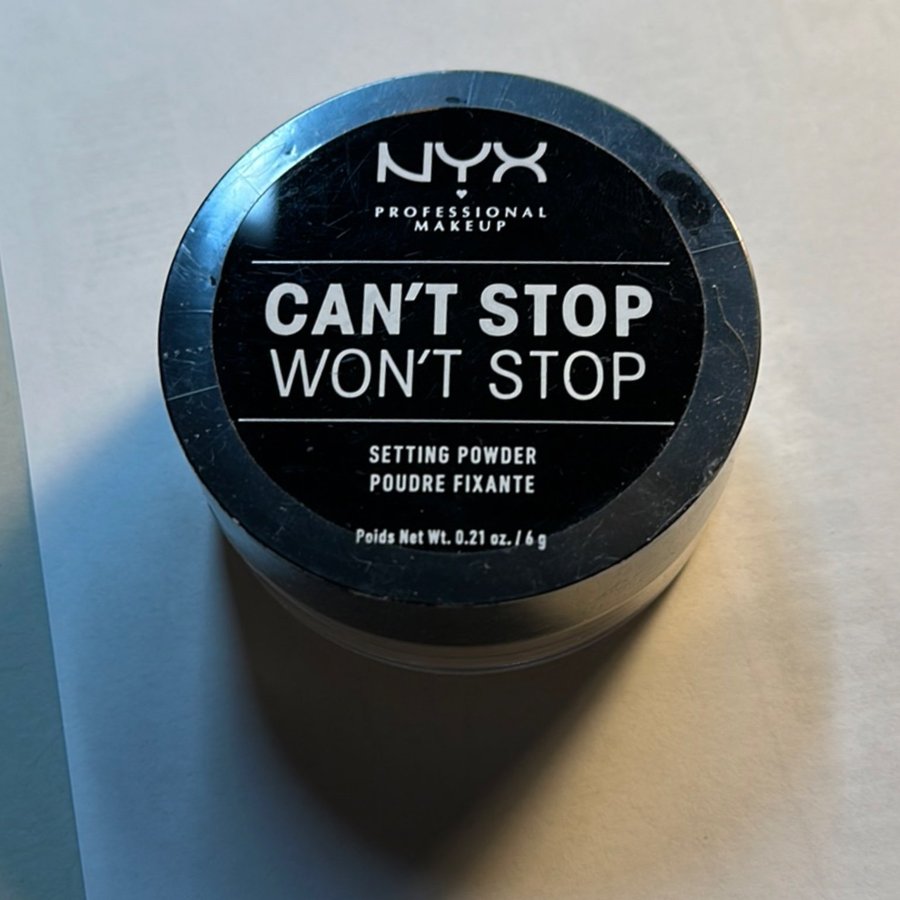 NYX
PROFESSIONAL
MAKEUP
CAN'T STOP
WON'T STOP
SETTING POWDER
POUDRE FIXANTE
Poids Net Wt. 0.21 oz. / 6 g